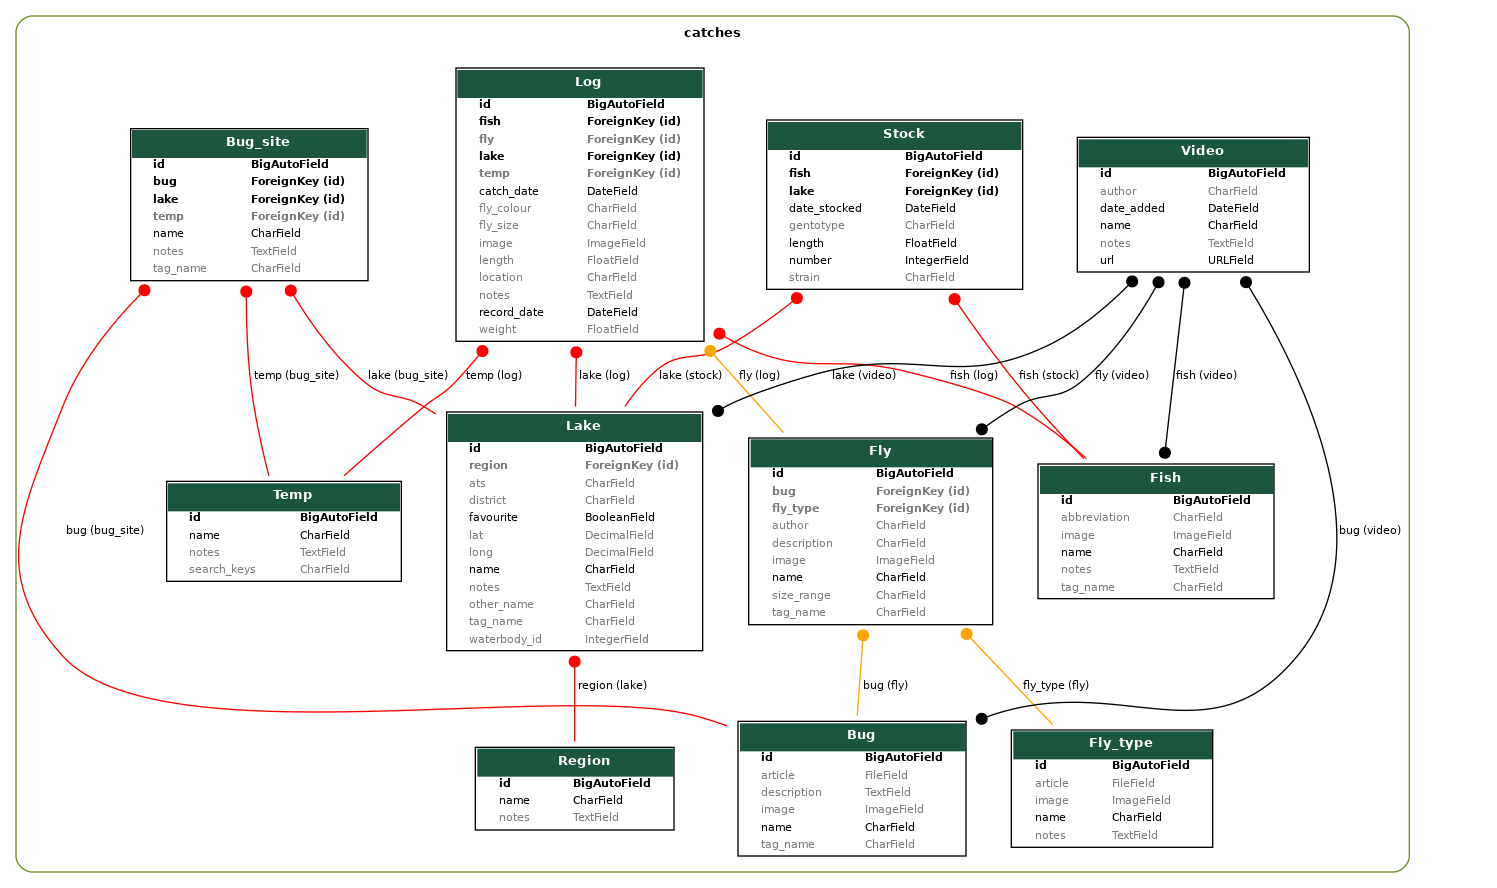 catches
Log
id BigAutoField
fish ForeignKey (id)
fly ForeignKey (id)
lake ForeignKey (id)
temp ForeignKey (id)
catch_date DateField
fly_colour CharField
fly_size CharField
image ImageField
length FloatField
location CharField
notes TextField
record_date DateField
weight FloatField
Bug_site
id BigAutoField
bug ForeignKey (id)
lake ForeignKey (id)
temp ForeignKey (id)
name CharField
notes TextField
tag_name CharField
Stock
id BigAutoField
fish ForeignKey (id)
lake ForeignKey (id)
date_stocked DateField
gentotype CharField
length FloatField
number IntegerField
strain CharField
Video
id BigAutoField
author CharField
date_added DateField
name CharField
notes TextField
url URLField
temp (bug_site)
lake (bug_site)
temp (log)
lake (log)
lake (stock)
fly (log)
lake (video)
fish (log)
fish (stock)
fly (video)
fish (video)
Lake
id BigAutoField
region ForeignKey (id)
ats CharField
district CharField
favourite BooleanField
lat DecimalField
long DecimalField
name CharField
notes TextField
other_name CharField
tag_name CharField
waterbody_id IntegerField
Fly
id BigAutoField
bug ForeignKey (id)
fly_type ForeignKey (id)
author CharField
description CharField
image ImageField
name CharField
size_range CharField
tag_name CharField
Fish
id BigAutoField
abbreviation CharField
image ImageField
name CharField
notes TextField
tag_name CharField
Temp
id BigAutoField
name CharField
notes TextField
search_keys CharField
bug (bug_site)
bug (video)
region (lake)
bug (fly)
fly_type (fly)
Region
id BigAutoField
name CharField
notes TextField
Bug
id BigAutoField
article FileField
description TextField
image ImageField
name CharField
tag_name CharField
Fly_type
id BigAutoField
article FileField
image ImageField
name CharField
notes TextField